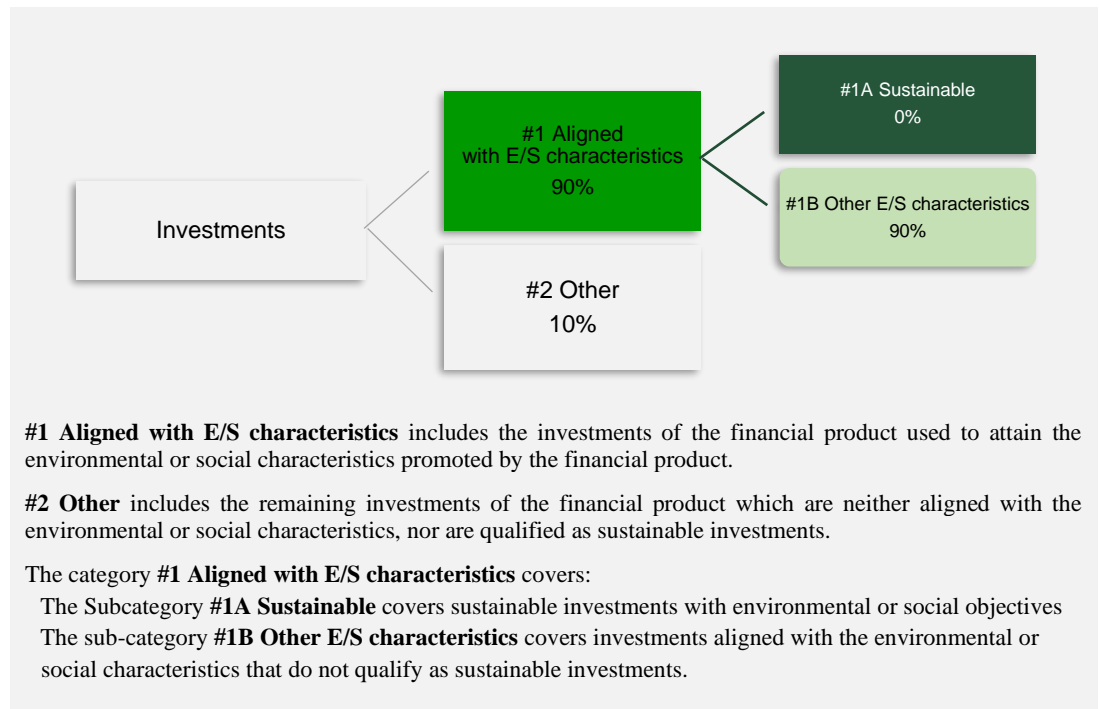 #1A Sustainable
0%
#1 Aligned
with E/S characteristics
90%
#1B Other E/S characteristics
90%
Investments
#2 Other
10%
#1 Aligned with E/S characteristics includes the investments of the financial product used to attain the
environmental or social characteristics promoted by the financial product.
#2 Other includes the remaining investments of the financial product which are neither aligned with the
environmental or social characteristics, nor are qualified as sustainable investments.
The category #1 Aligned with E/S characteristics covers:
The Subcategory #1A Sustainable covers sustainable investments with environmental or social objectives
The sub-category #1B Other E/S characteristics covers investments aligned with the environmental or
social characteristics that do not qualify as sustainable investments.